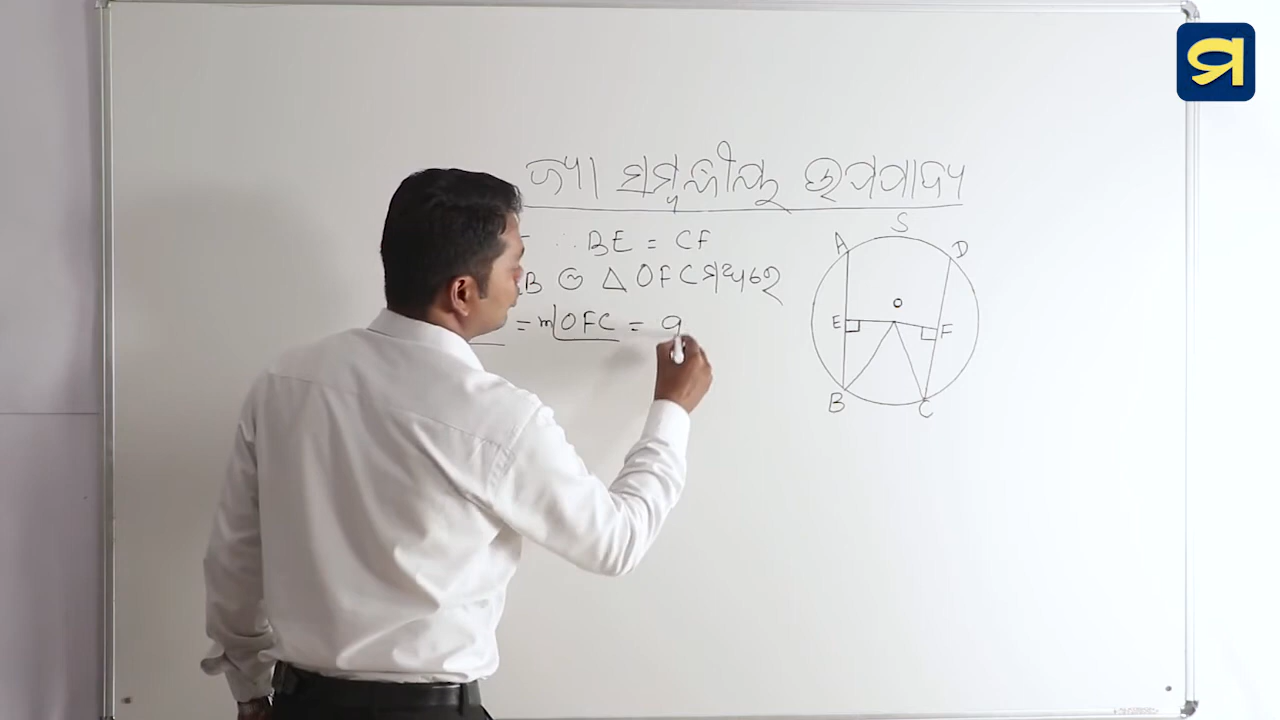 ସ
ଜ୍ୟା ସମ୍ବନ୍ଧୀୟ ଉପପାଦ୍ୟ
∴ BE = CF
B ଓ △ OFC ମଧ୍ୟରେ
= m∠OFC = 9
S
A D
O
E F
B C